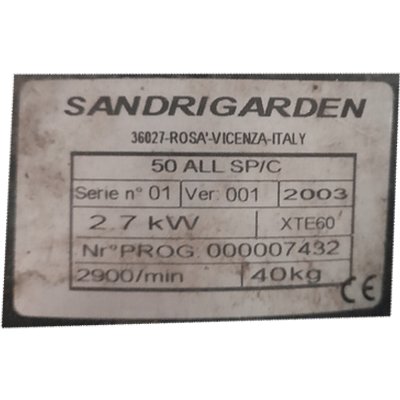 SANDRIGARDEN
36027-ROSA'-VICENZA-ITALY
50 ALL SP/C
Serie n° 01 Ver: 001 2003
2.7 kW XTE60
Nr°PROG: 000007432
2900/min 40kg
CE